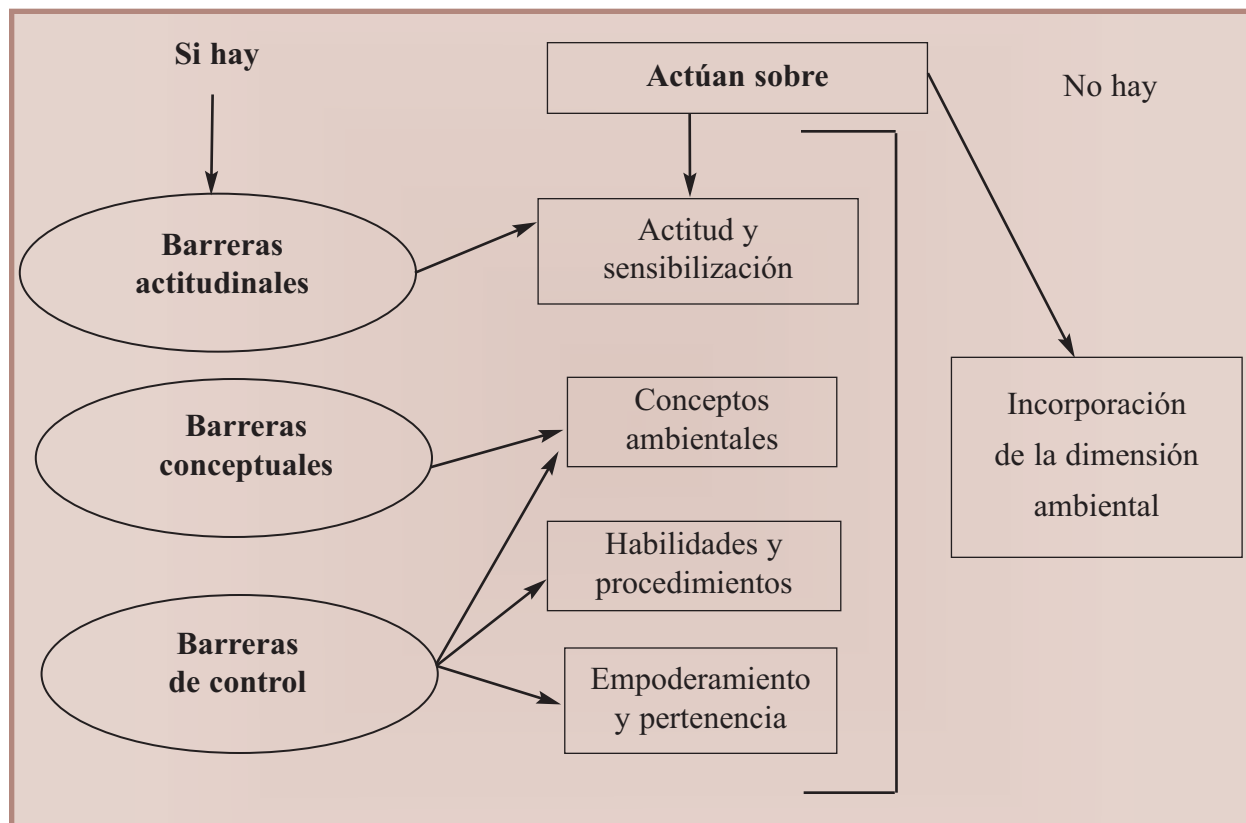 Si hay
Actúan sobre
No hay
Barreras
actitudinales
Actitud y
sensibilización
Barreras
conceptuales
Conceptos
ambientales
Incorporación
de la dimensión
ambiental
Habilidades y
procedimientos
Barreras
de control
Empoderamiento
y pertenencia